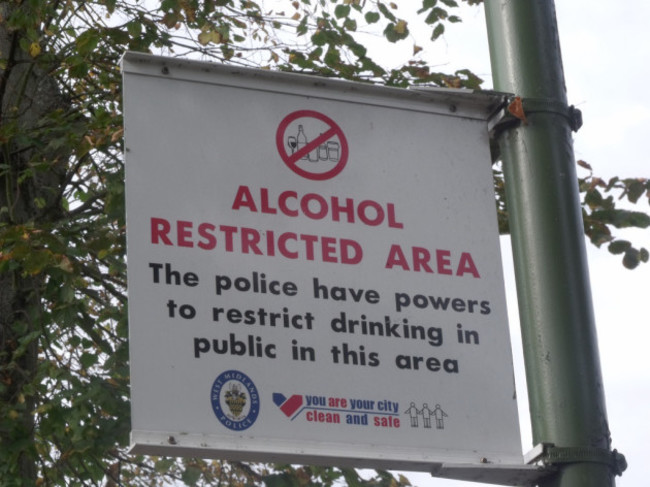 ALCOHOL
RESTRICTED AREA
The police have powers
to restrict drinking in
public in this area
WEST MIDLANDS POLICE
you are your city
clean and safe